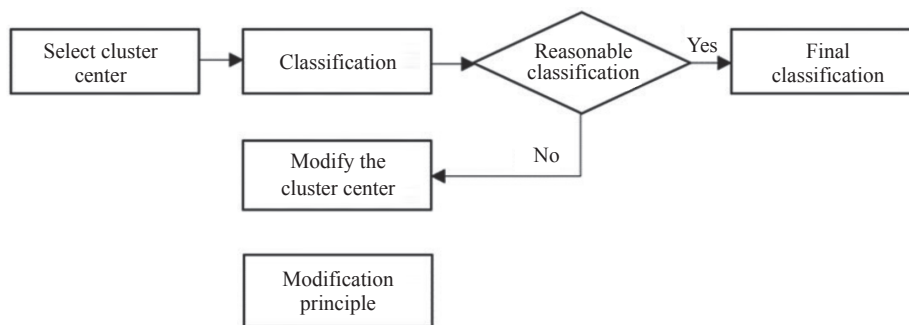 Select cluster
center
Classification
Reasonable
classification
Yes
Final
classification
No
Modify the
cluster center
Modification
principle